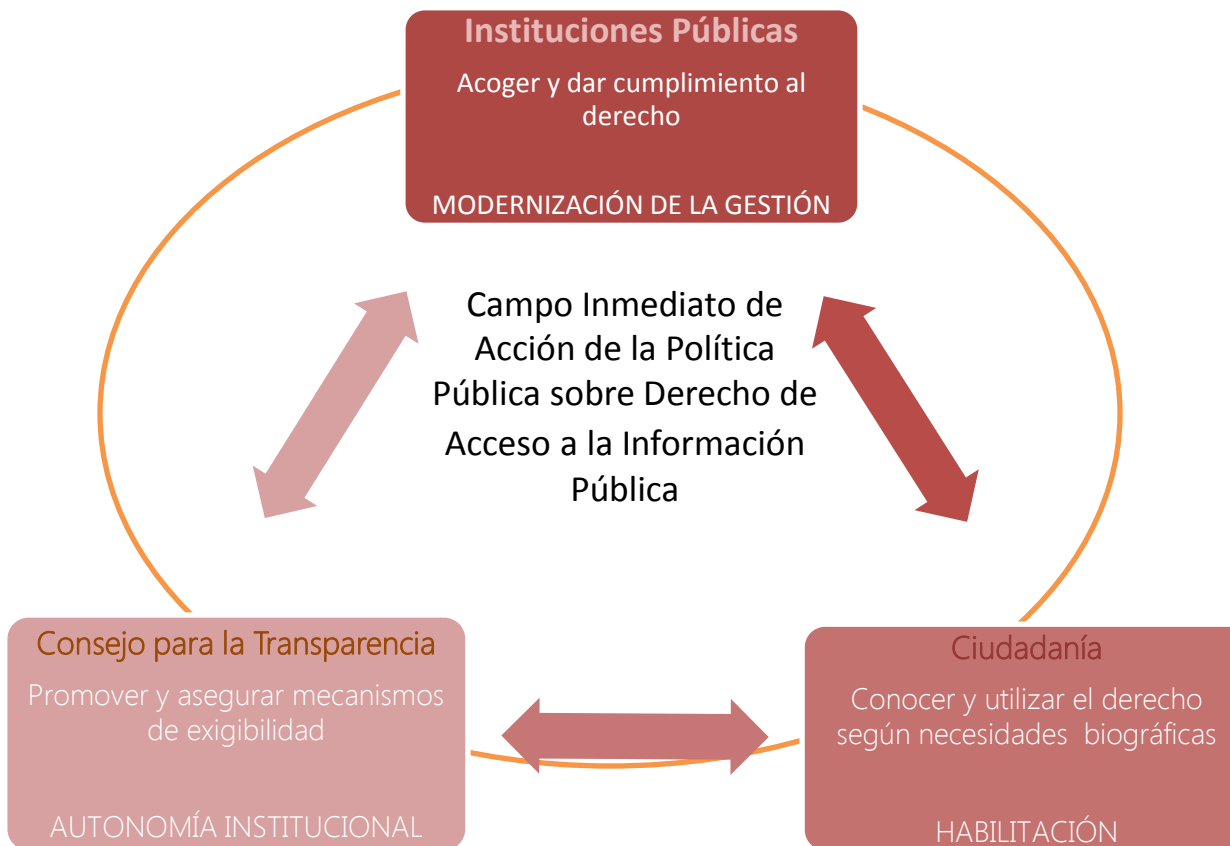 Instituciones Públicas
Acoger y dar cumplimiento al
derecho
MODERNIZACIÓN DE LA GESTIÓN
Campo Inmediato de
Acción de la Política
Pública sobre Derecho de
Acceso a la Información
Pública
Consejo para la Transparencia
Promover y asegurar mecanismos
de exigibilidad
AUTONOMÍA INSTITUCIONAL
Ciudadanía
Conocer y utilizar el derecho
según necesidades biográficas
HABILITACIÓN